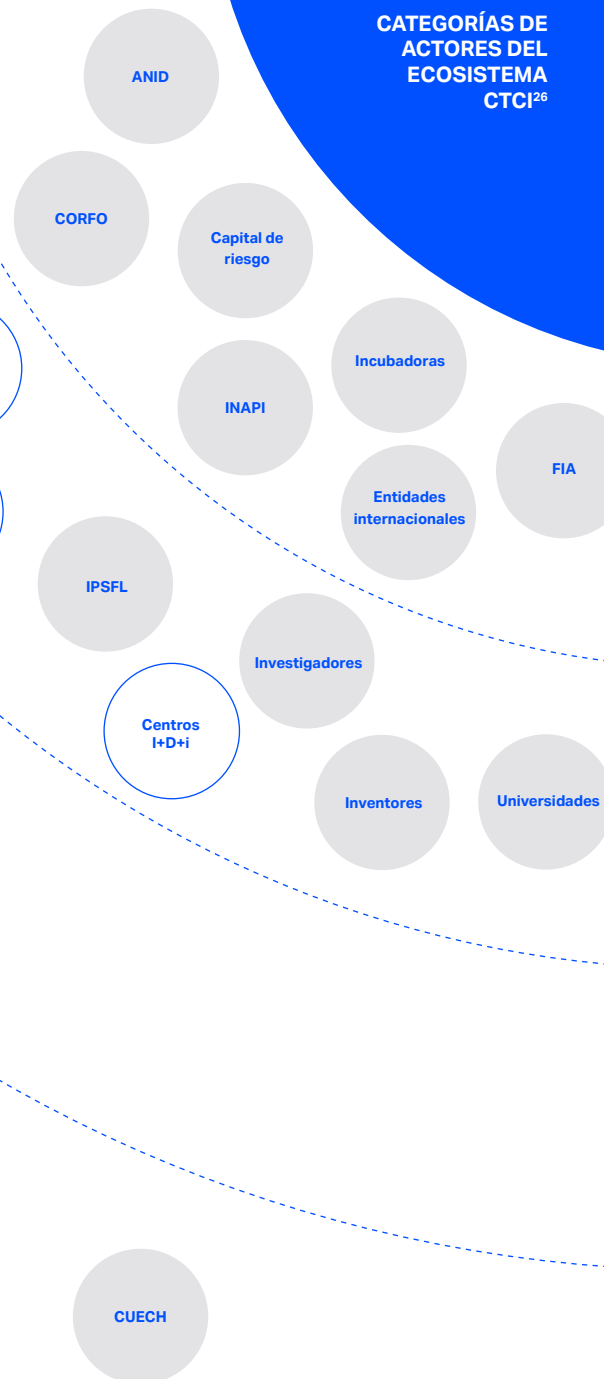 CATEGORÍAS DE
ACTORES DEL
ECOSISTEMA
CTCI²⁶
ANID
CORFO
Capital de
riesgo
Incubadoras
INAPI
FIA
Entidades
internacionales
IPSFL
Investigadores
Centros
I+D+i
Inventores
Universidades
CUECH